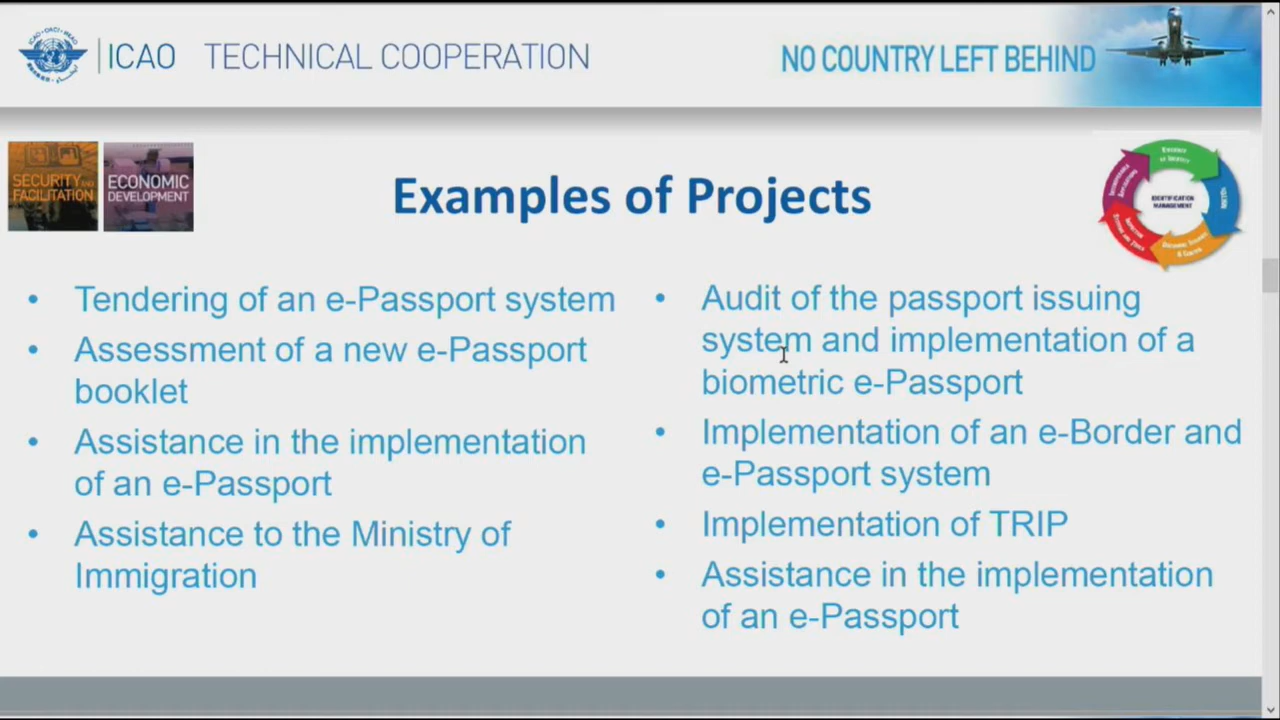 ICAO
TECHNICAL COOPERATION
NO COUNTRY LEFT BEHIND
SECURITY AND
FACILITATION
ECONOMIC
DEVELOPMENT
Examples of Projects
IDENTIFICATION
MANAGEMENT
• Tendering of an e-Passport system
• Assessment of a new e-Passport
booklet
• Assistance in the implementation
of an e-Passport
• Assistance to the Ministry of
Immigration
• Audit of the passport issuing
system and implementation of a
biometric e-Passport
• Implementation of an e-Border and
e-Passport system
• Implementation of TRIP
• Assistance in the implementation
of an e-Passport